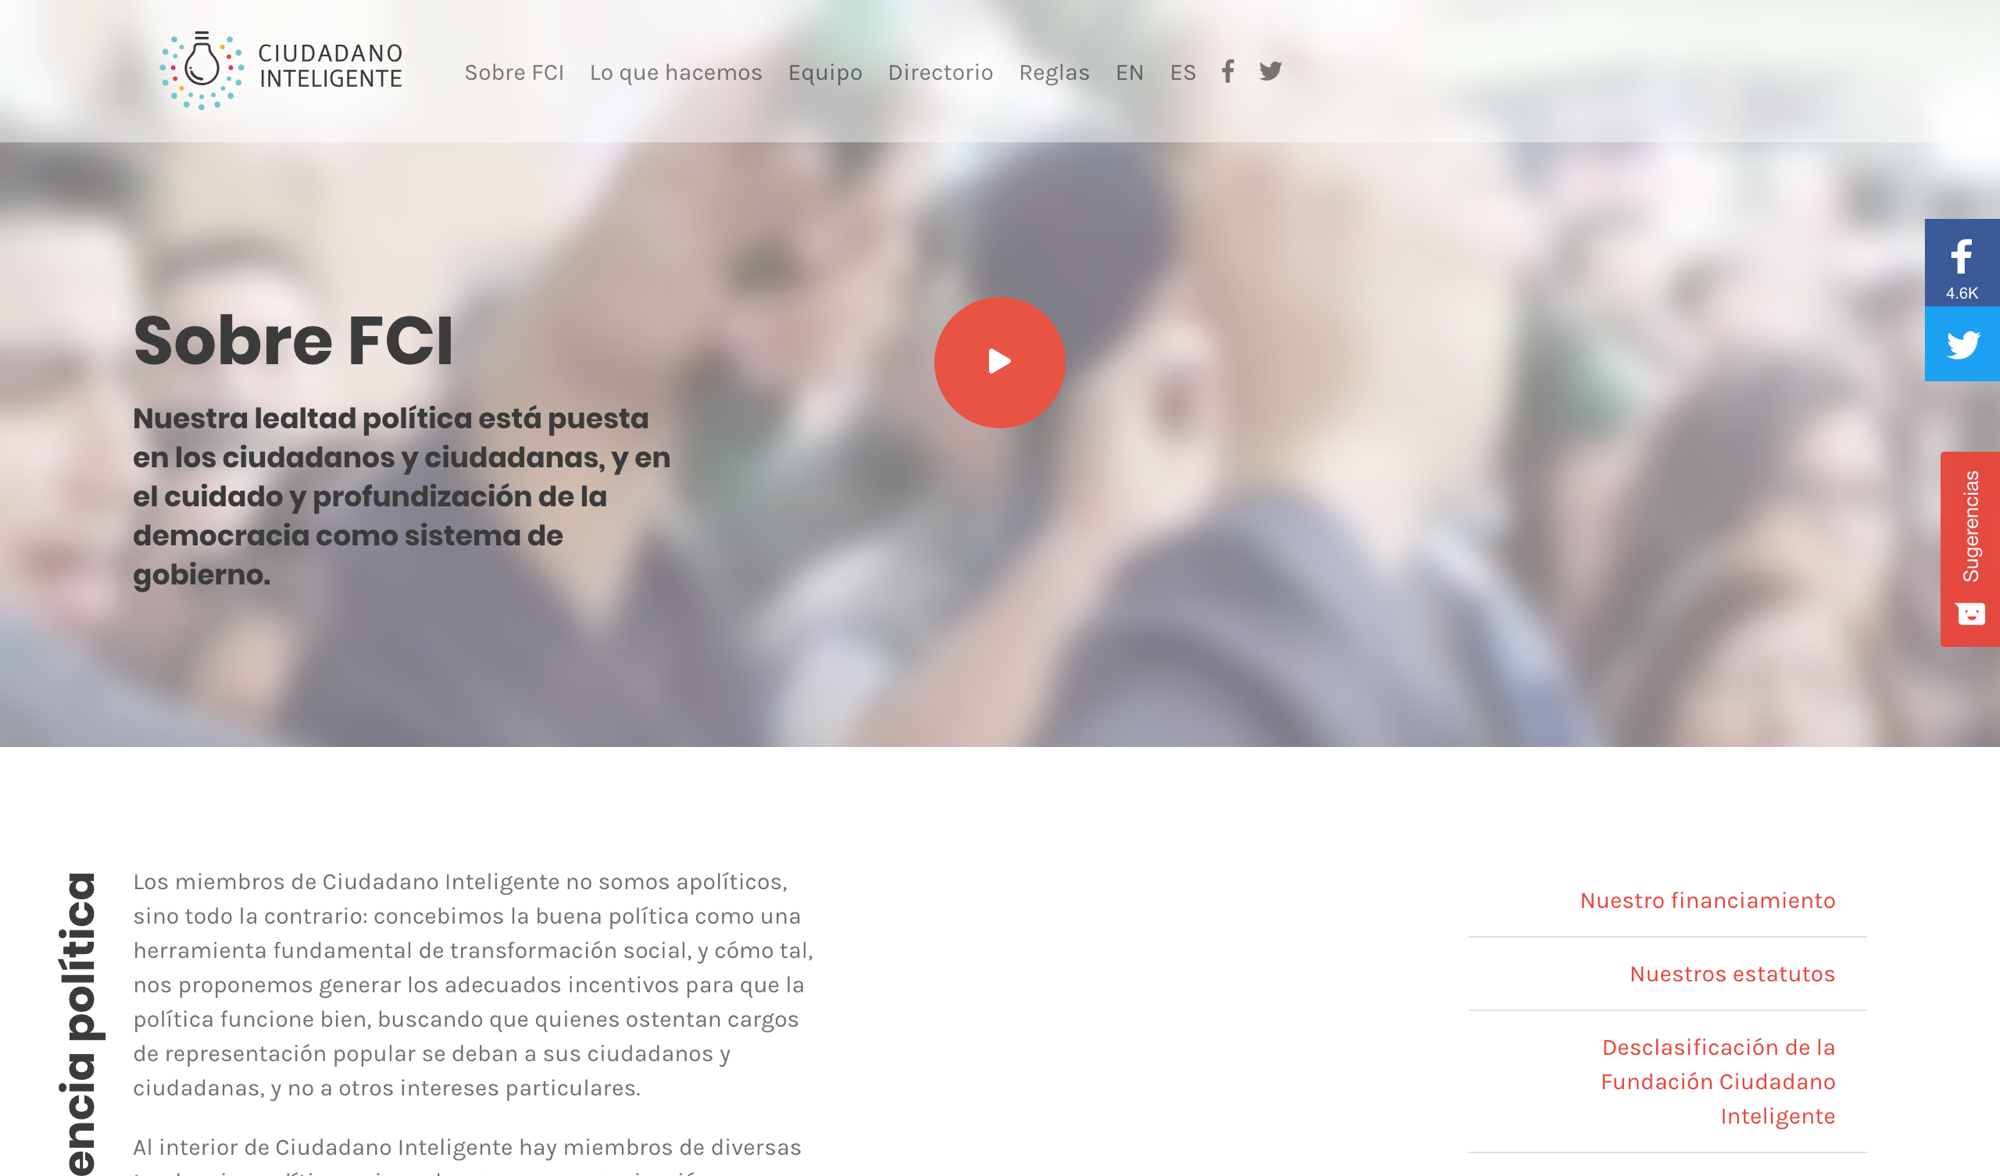 CIUDADANO
INTELIGENTE
Sobre FCI Lo que hacemos Equipo Directorio Reglas EN ES
4.6K
Sobre FCI
Nuestra lealtad política está puesta
en los ciudadanos y ciudadanas, y en
el cuidado y profundización de la
democracia como sistema de
gobierno.
Sugerencias
encia política
Los miembros de Ciudadano Inteligente no somos apolíticos,
sino todo la contrario: concebimos la buena política como una
herramienta fundamental de transformación social, y cómo tal,
nos proponemos generar los adecuados incentivos para que la
política funcione bien, buscando que quienes ostentan cargos
de representación popular se deban a sus ciudadanos y
ciudadanas, y no a otros intereses particulares.
Al interior de Ciudadano Inteligente hay miembros de diversas
Nuestro financiamiento
Nuestros estatutos
Desclasificación de la
Fundación Ciudadano
Inteligente